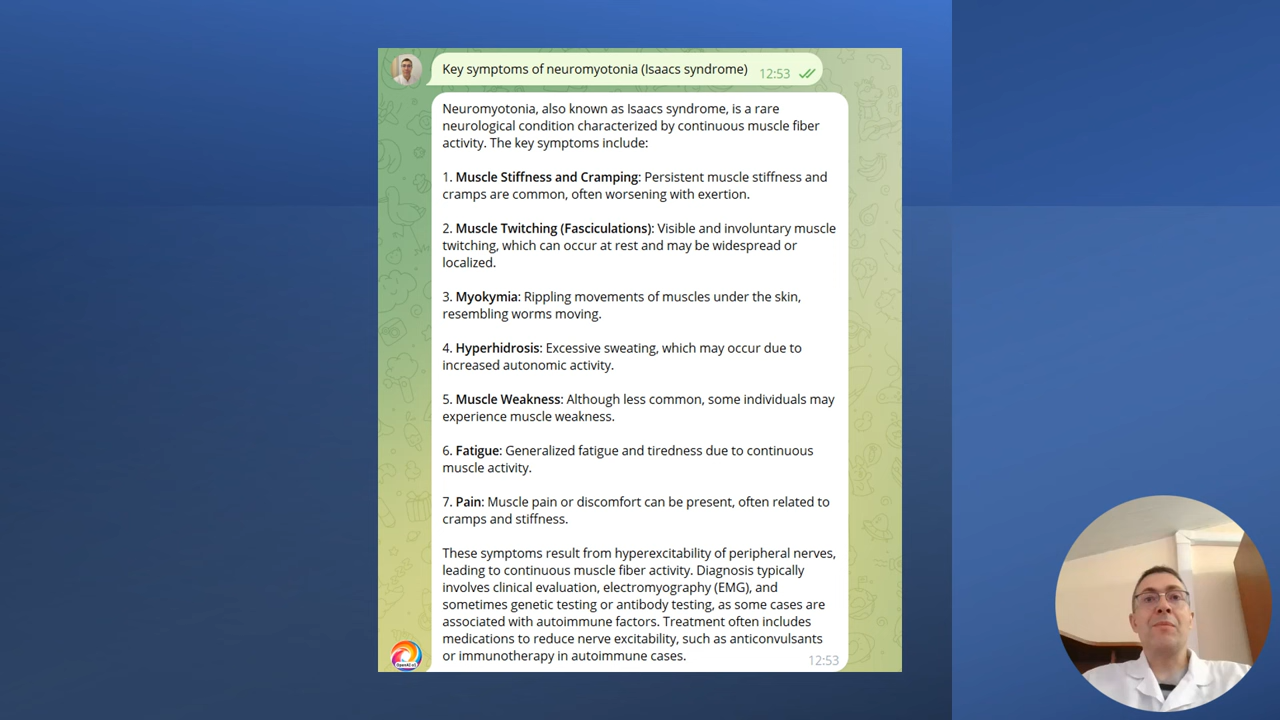 Key symptoms of neuromyotonia (Isaacs syndrome) 12:53
Neuromyotonia, also known as Isaacs syndrome, is a rare
neurological condition characterized by continuous muscle fiber
activity. The key symptoms include:
1. Muscle Stiffness and Cramping: Persistent muscle stiffness and
cramps are common, often worsening with exertion.
2. Muscle Twitching (Fasciculations): Visible and involuntary muscle
twitching, which can occur at rest and may be widespread or
localized.
3. Myokymia: Rippling movements of muscles under the skin,
resembling worms moving.
4. Hyperhidrosis: Excessive sweating, which may occur due to
increased autonomic activity.
5. Muscle Weakness: Although less common, some individuals may
experience muscle weakness.
6. Fatigue: Generalized fatigue and tiredness due to continuous
muscle activity.
7. Pain: Muscle pain or discomfort can be present, often related to
cramps and stiffness.
These symptoms result from hyperexcitability of peripheral nerves,
leading to continuous muscle fiber activity. Diagnosis typically
involves clinical evaluation, electromyography (EMG), and
sometimes genetic testing or antibody testing, as some cases are
associated with autoimmune factors. Treatment often includes
medications to reduce nerve excitability, such as anticonvulsants
or immunotherapy in autoimmune cases. 12:53